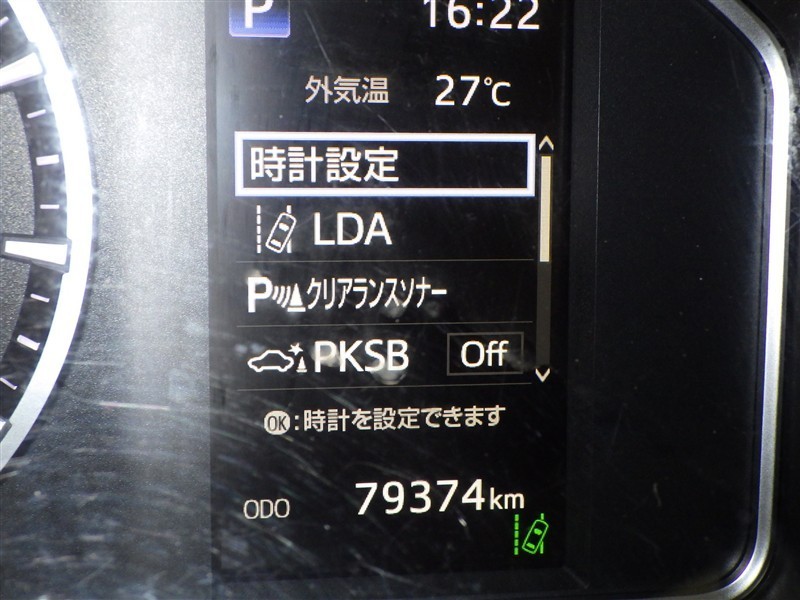 P 16:22
外気温 27℃
時計設定
LDA
P クリアランスソナー
PKSB Off
OK:時計を設定できます
ODO 79374km